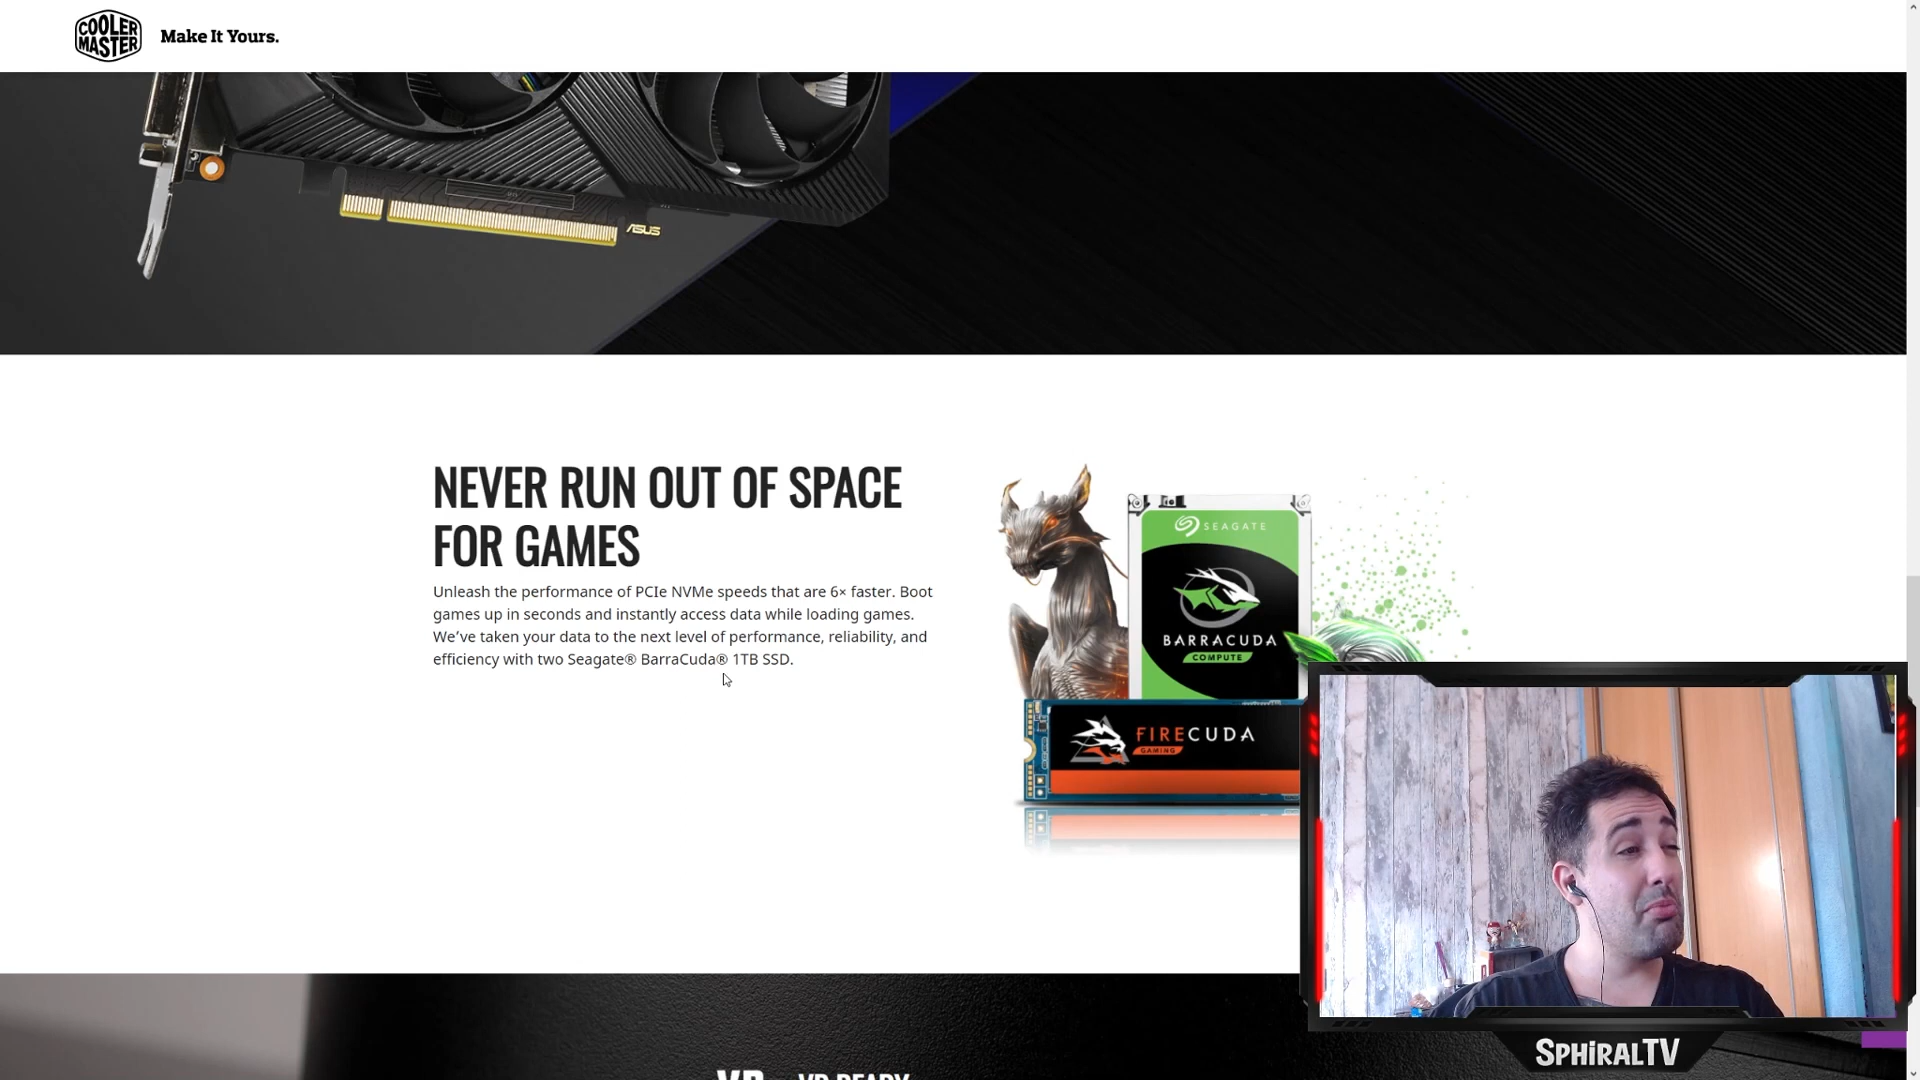 COOLER
MASTER
Make It Yours.
ASUS
NEVER RUN OUT OF SPACE
FOR GAMES
Unleash the performance of PCIe NVMe speeds that are 6× faster. Boot
games up in seconds and instantly access data while loading games.
We’ve taken your data to the next level of performance, reliability, and
efficiency with two Seagate® BarraCuda® 1TB SSD.
SEAGATE
BARRACUDA
COMPUTE
FIRECUDA
GAMING
SPHiRALTV
VR VR READY